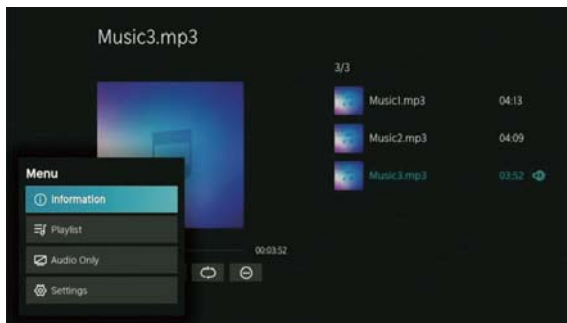 Music3.mp3
3/3
Music1.mp3 04:13
Music2.mp3 04:09
Music3.mp3 03:52
Menu
Information
Playlist
Audio Only
Settings
00:03:52